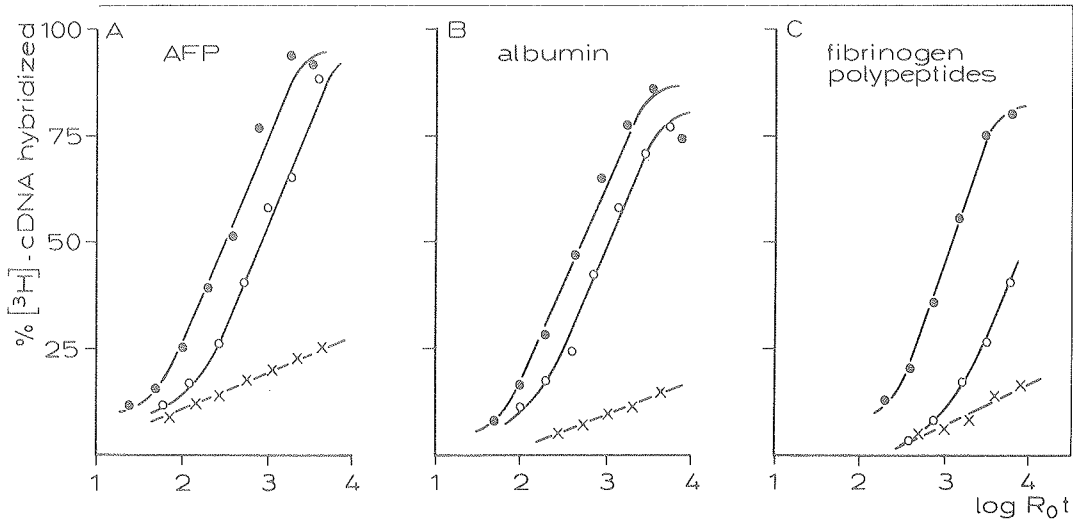 A
AFP
B
albumin
C
fibrinogen
polypeptides
% [³H]-cDNA hybridized
100
75
50
25
1 2 3 4
1 2 3 4
1 2 3 4
log R₀t